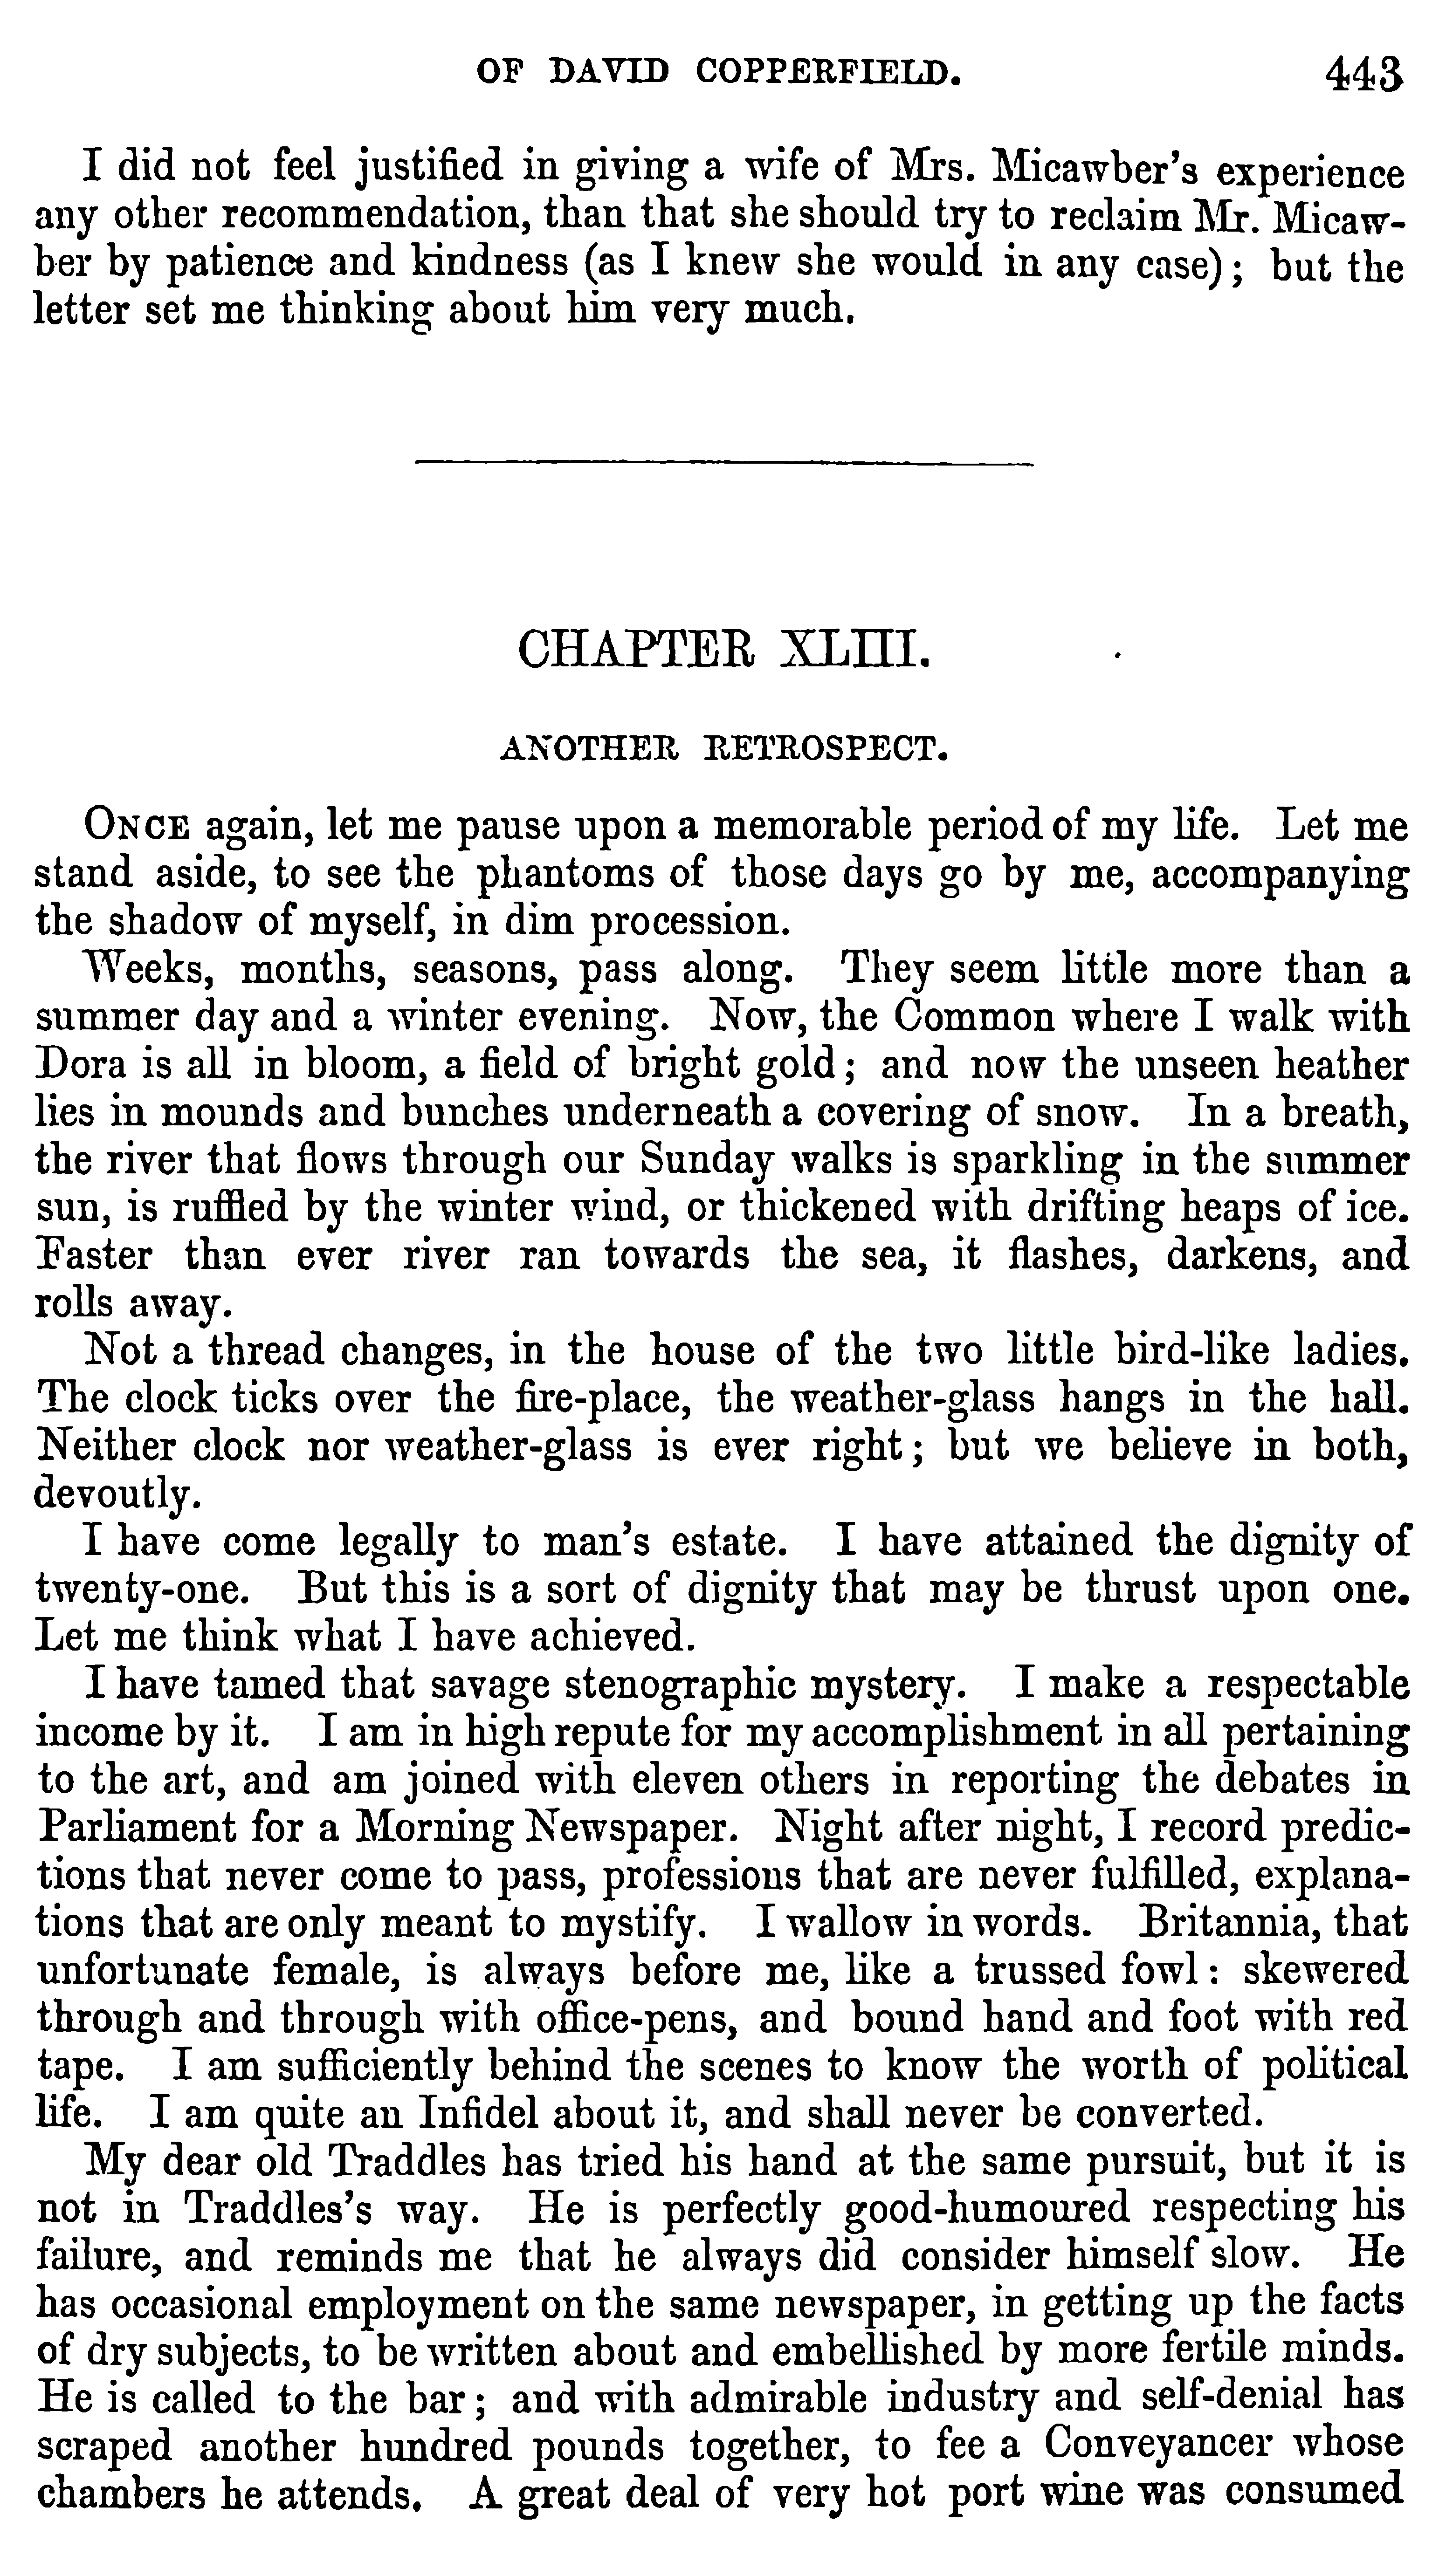 OF DAVID COPPERFIELD. 443
I did not feel justified in giving a wife of Mrs. Micawber's experience
any other recommendation, than that she should try to reclaim Mr. Micaw-
ber by patience and kindness (as I knew she would in any case); but the
letter set me thinking about him very much.
CHAPTER XLIII.
ANOTHER RETROSPECT.
ONCE again, let me pause upon a memorable period of my life. Let me
stand aside, to see the phantoms of those days go by me, accompanying
the shadow of myself, in dim procession.
Weeks, months, seasons, pass along. They seem little more than a
summer day and a winter evening. Now, the Common where I walk with
Dora is all in bloom, a field of bright gold; and now the unseen heather
lies in mounds and bunches underneath a covering of snow. In a breath,
the river that flows through our Sunday walks is sparkling in the summer
sun, is ruffled by the winter wind, or thickened with drifting heaps of ice.
Faster than ever river ran towards the sea, it flashes, darkens, and
rolls away.
Not a thread changes, in the house of the two little bird-like ladies.
The clock ticks over the fire-place, the weather-glass hangs in the hall.
Neither clock nor weather-glass is ever right; but we believe in both,
devoutly.
I have come legally to man's estate. I have attained the dignity of
twenty-one. But this is a sort of dignity that may be thrust upon one.
Let me think what I have achieved.
I have tamed that savage stenographic mystery. I make a respectable
income by it. I am in high repute for my accomplishment in all pertaining
to the art, and am joined with eleven others in reporting the debates in
Parliament for a Morning Newspaper. Night after night, I record predic-
tions that never come to pass, professions that are never fulfilled, explana-
tions that are only meant to mystify. I wallow in words. Britannia, that
unfortunate female, is always before me, like a trussed fowl: skewered
through and through with office-pens, and bound hand and foot with red
tape. I am sufficiently behind the scenes to know the worth of political
life. I am quite an Infidel about it, and shall never be converted.
My dear old Traddles has tried his hand at the same pursuit, but it is
not in Traddles's way. He is perfectly good-humoured respecting his
failure, and reminds me that he always did consider himself slow. He
has occasional employment on the same newspaper, in getting up the facts
of dry subjects, to be written about and embellished by more fertile minds.
He is called to the bar; and with admirable industry and self-denial has
scraped another hundred pounds together, to fee a Conveyancer whose
chambers he attends. A great deal of very hot port wine was consumed